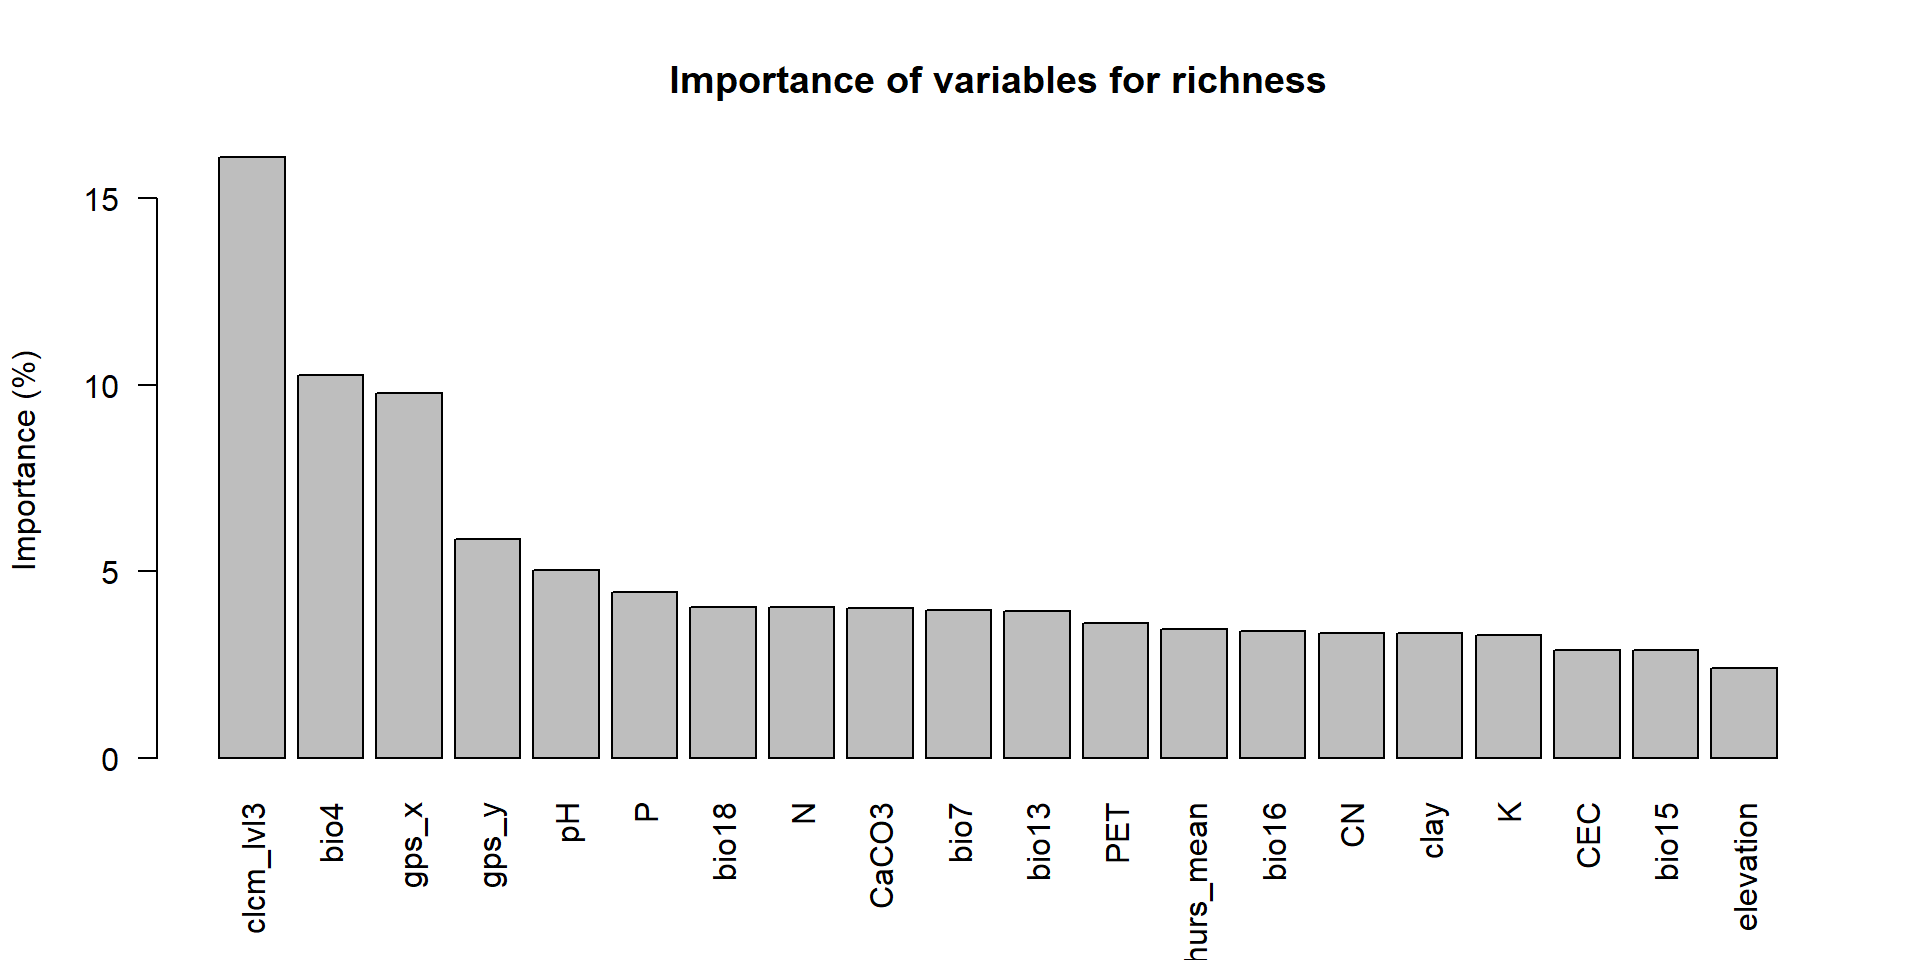 Importance of variables for richness
Importance (%)
15
10
5
0
clcm_lvl3
bio4
gps_x
gps_y
pH
P
bio18
N
CaCO3
bio7
bio13
PET
hurs_mean
bio16
CN
clay
K
CEC
bio15
elevation